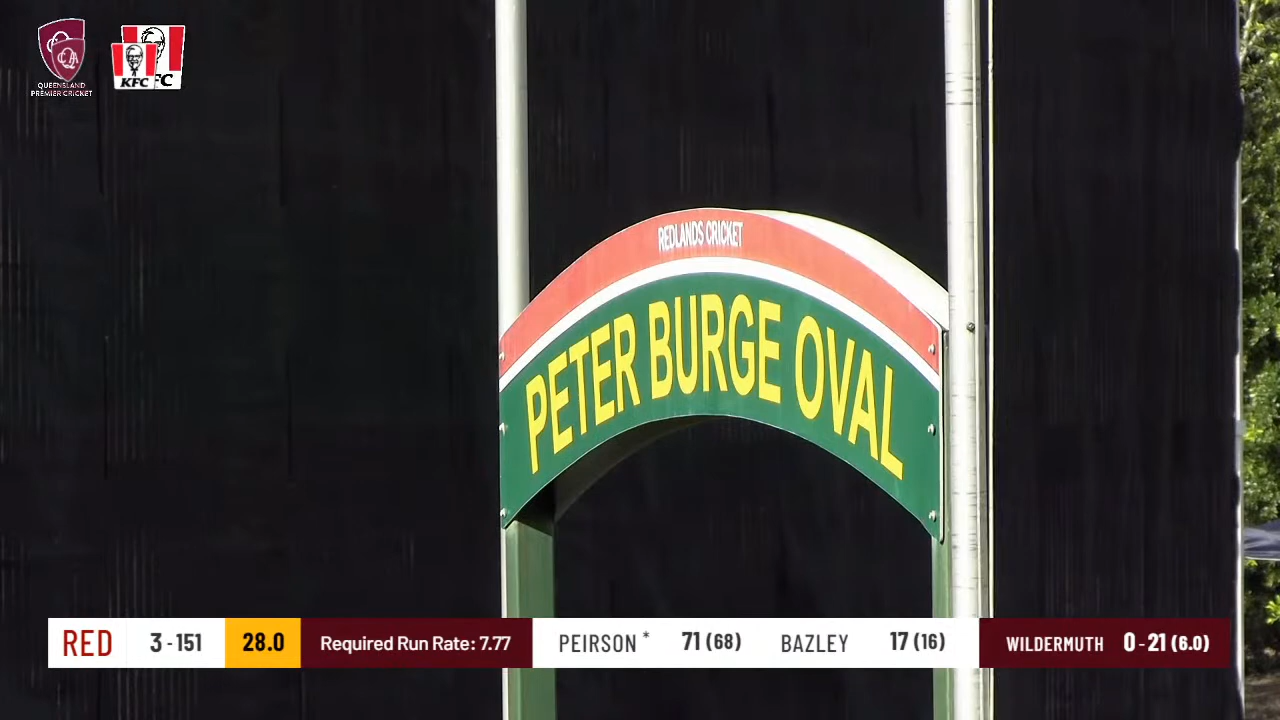 QUEENSLAND
PREMIER CRICKET
KFC
FC
REDLANDS CRICKET
PETER BURGE OVAL
RED 3-151 28.0 Required Run Rate: 7.77 PEIRSON * 71 (68) BAZLEY 17 (16) WILDERMUTH 0-21 (6.0)